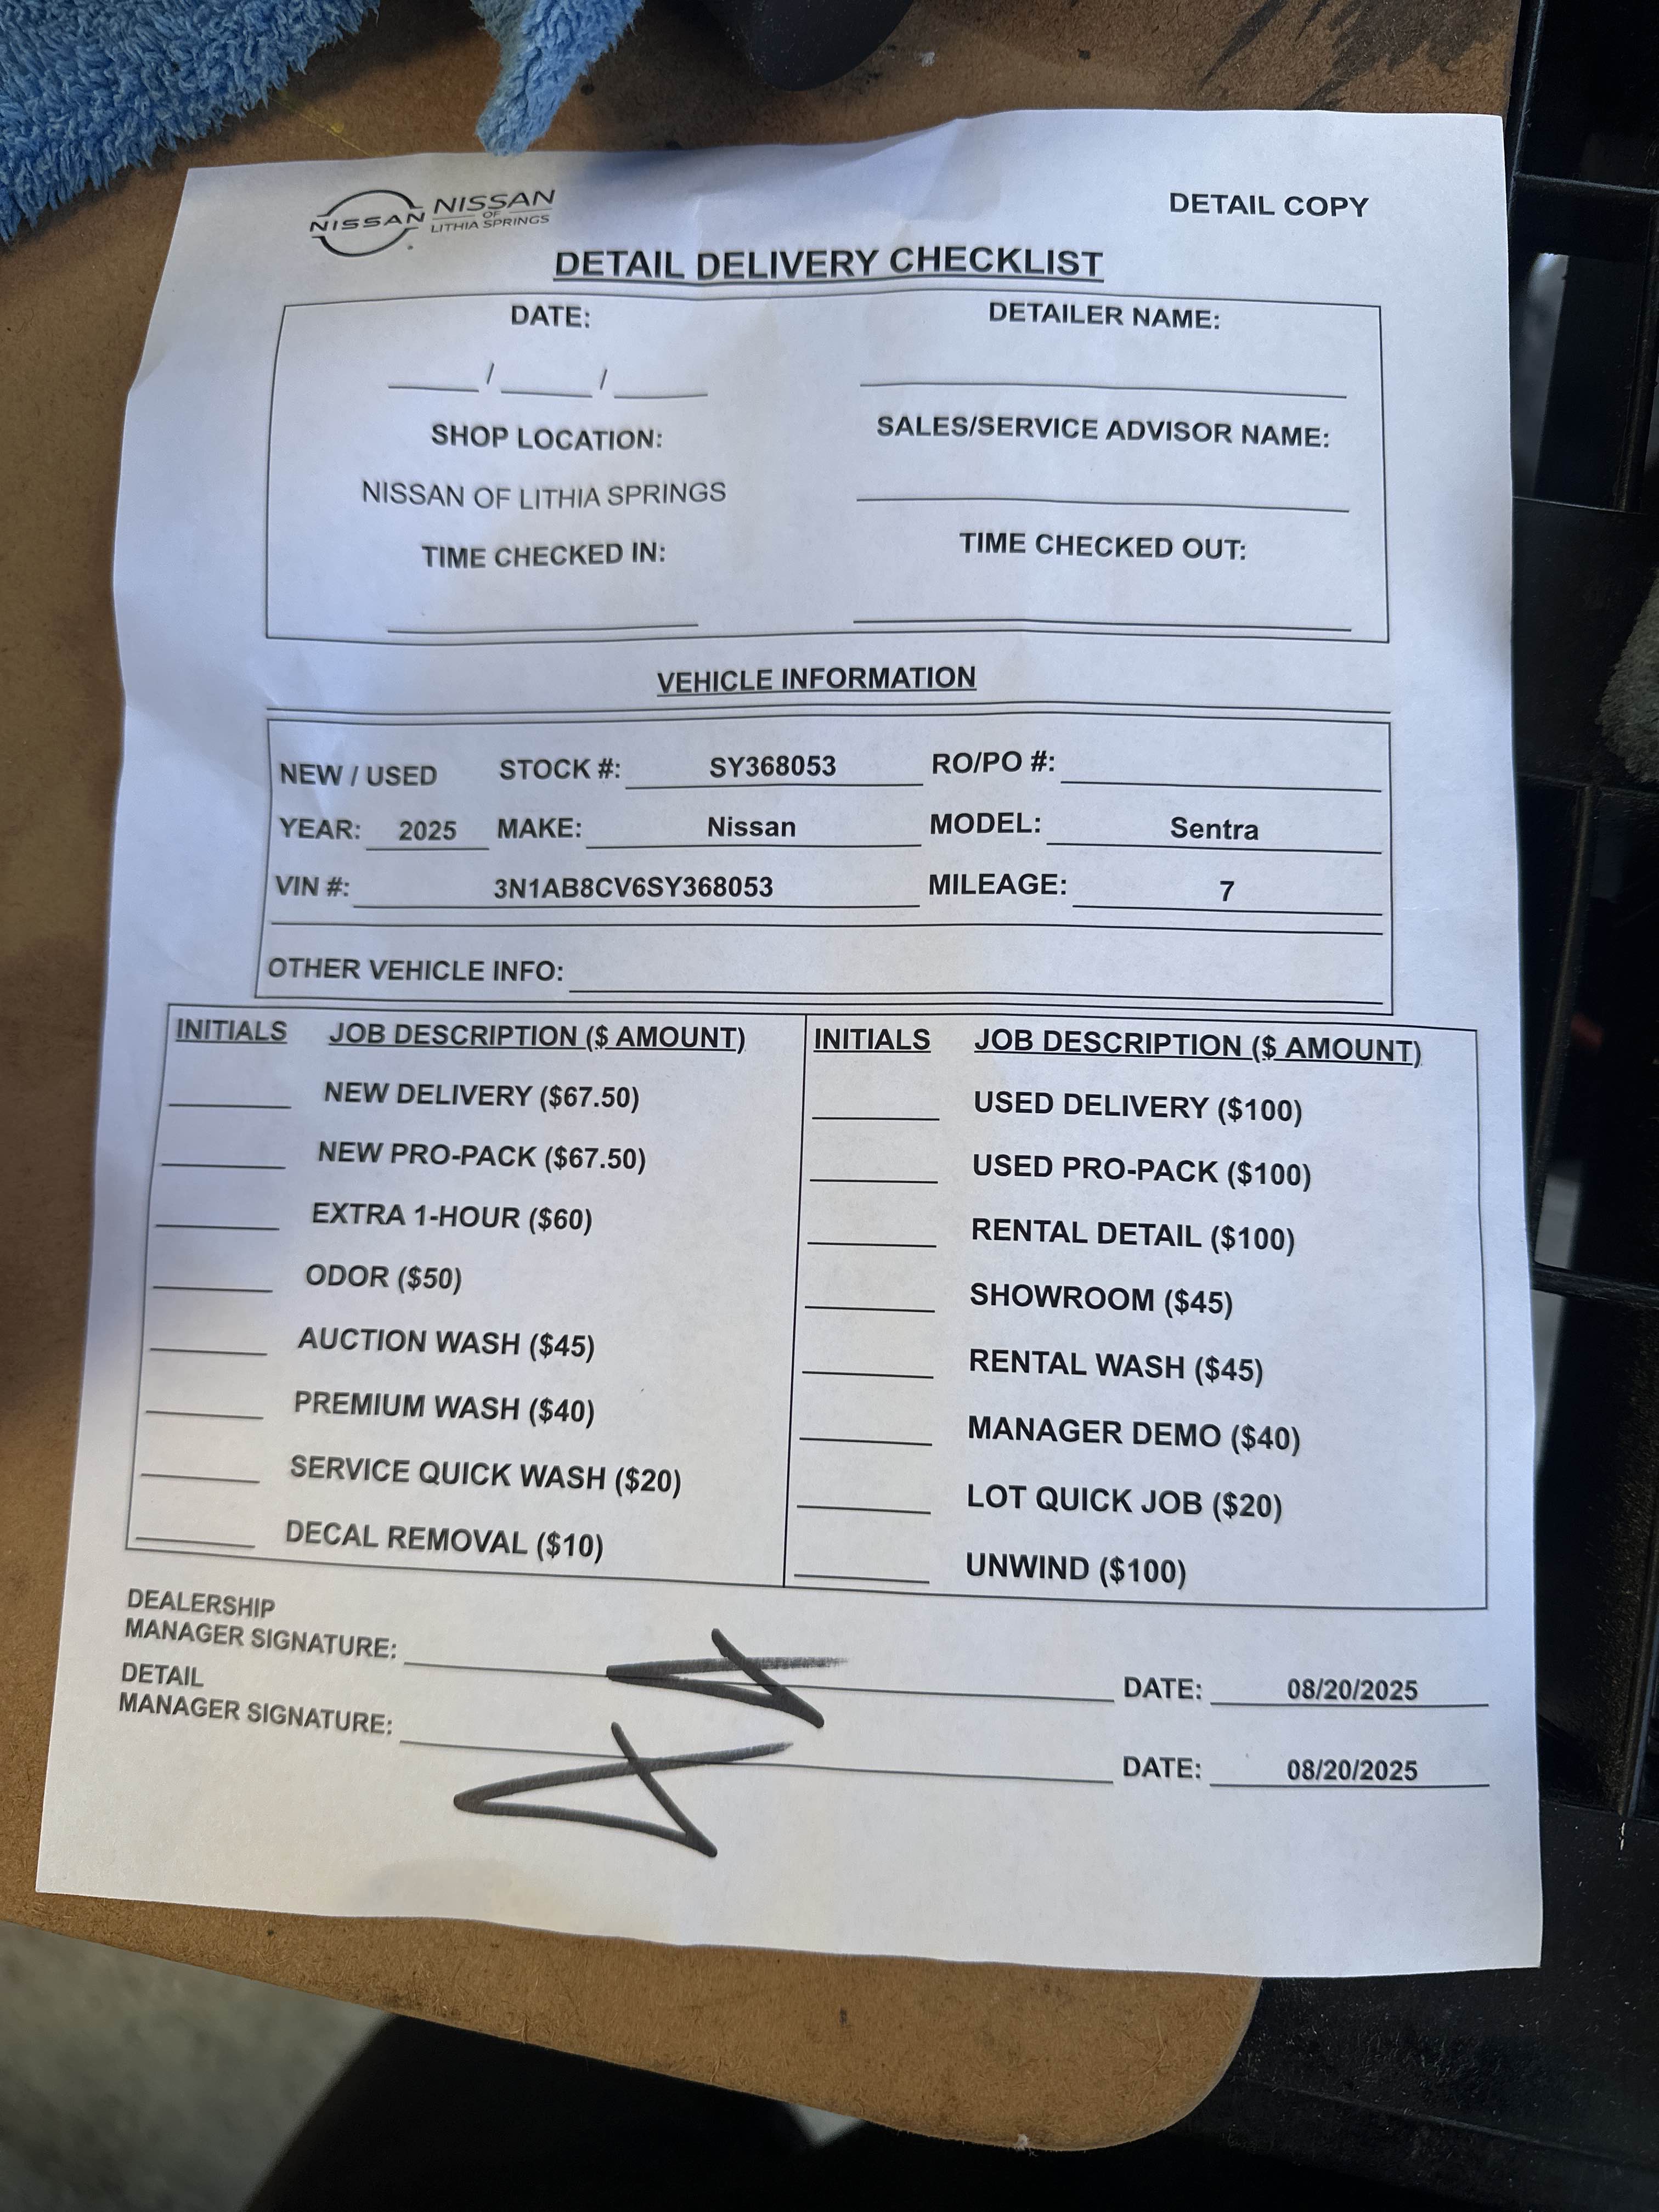 NISSAN NISSAN
OF
LITHIA SPRINGS
DETAIL COPY
DETAIL DELIVERY CHECKLIST
DATE: DETAILER NAME:
____ / ____ / ____
SHOP LOCATION: SALES/SERVICE ADVISOR NAME:
NISSAN OF LITHIA SPRINGS
TIME CHECKED IN: TIME CHECKED OUT:
VEHICLE INFORMATION
NEW / USED STOCK #: SY368053 RO/PO #:
YEAR: 2025 MAKE: Nissan MODEL: Sentra
VIN #: 3N1AB8CV6SY368053 MILEAGE: 7
OTHER VEHICLE INFO:
INITIALS JOB DESCRIPTION ($ AMOUNT) INITIALS JOB DESCRIPTION ($ AMOUNT)
NEW DELIVERY ($67.50) USED DELIVERY ($100)
NEW PRO-PACK ($67.50) USED PRO-PACK ($100)
EXTRA 1-HOUR ($60) RENTAL DETAIL ($100)
ODOR ($50) SHOWROOM ($45)
AUCTION WASH ($45) RENTAL WASH ($45)
PREMIUM WASH ($40) MANAGER DEMO ($40)
SERVICE QUICK WASH ($20) LOT QUICK JOB ($20)
DECAL REMOVAL ($10) UNWIND ($100)
DEALERSHIP
MANAGER SIGNATURE: DATE: 08/20/2025
DETAIL
MANAGER SIGNATURE: DATE: 08/20/2025